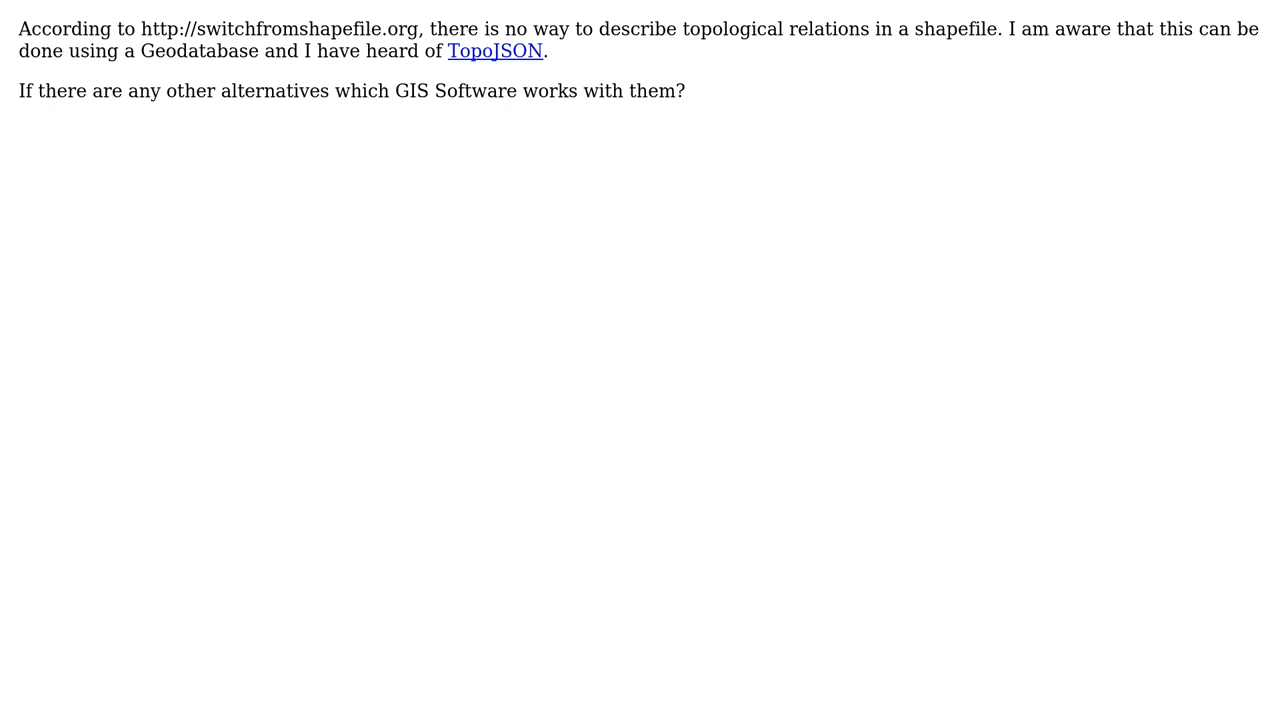 According to http://switchfromshapefile.org, there is no way to describe topological relations in a shapefile. I am aware that this can be
done using a Geodatabase and I have heard of TopoJSON.
If there are any other alternatives which GIS Software works with them?